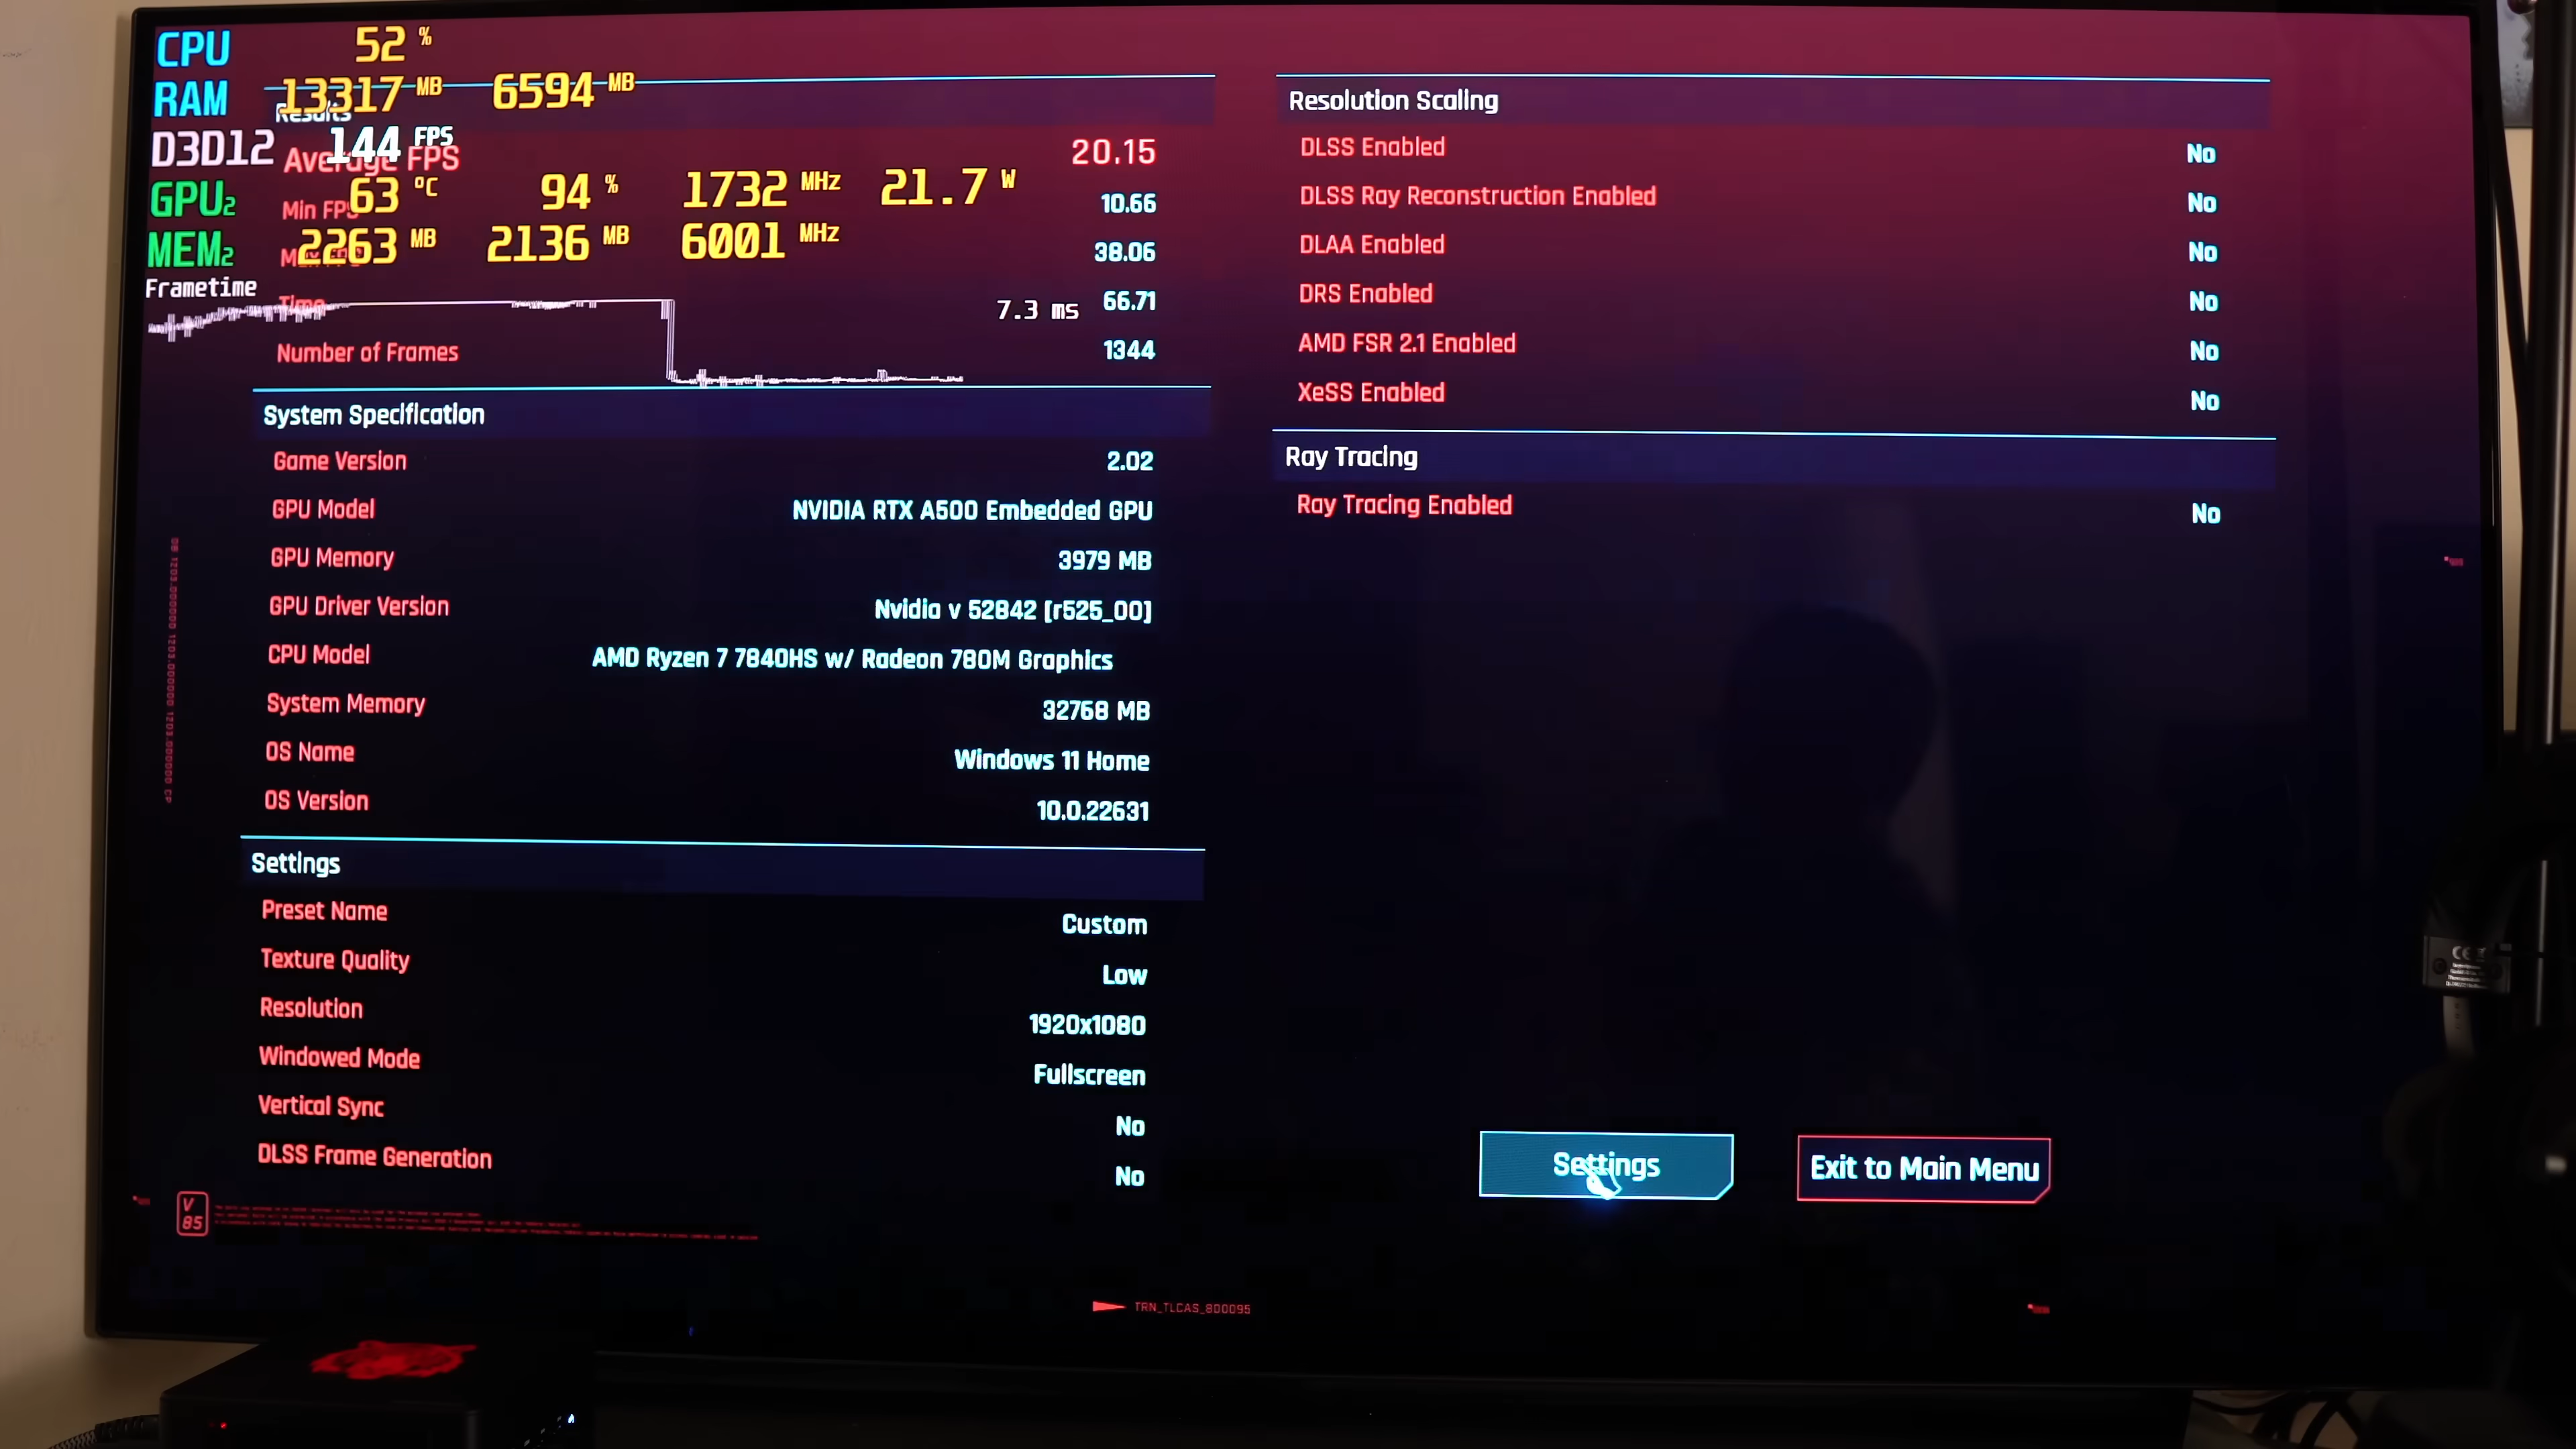 CPU 52 %
RAM 13317 MB 6594 MB
Results
D3D12 144 FPS
Average FPS 20.15
GPU2 63 °C 94 % 1732 MHz 21.7 W
Min FPS 10.66
MEM2 2263 MB 2136 MB 6001 MHz
Max FPS 38.06
Frametime
7.3 ms
Time 66.71
Number of Frames 1344
System Specification
Game Version 2.02
GPU Model NVIDIA RTX A500 Embedded GPU
GPU Memory 3979 MB
GPU Driver Version Nvidia v 52842 [r525_00]
CPU Model AMD Ryzen 7 7840HS w/ Radeon 780M Graphics
System Memory 32768 MB
OS Name Windows 11 Home
OS Version 10.0.22631
Settings
Preset Name Custom
Texture Quality Low
Resolution 1920x1080
Windowed Mode Fullscreen
Vertical Sync No
DLSS Frame Generation No
V
85
Resolution Scaling
DLSS Enabled No
DLSS Ray Reconstruction Enabled No
DLAA Enabled No
DRS Enabled No
AMD FSR 2.1 Enabled No
XeSS Enabled No
Ray Tracing
Ray Tracing Enabled No
Settings
Exit to Main Menu
TRN_TLCAS_800095